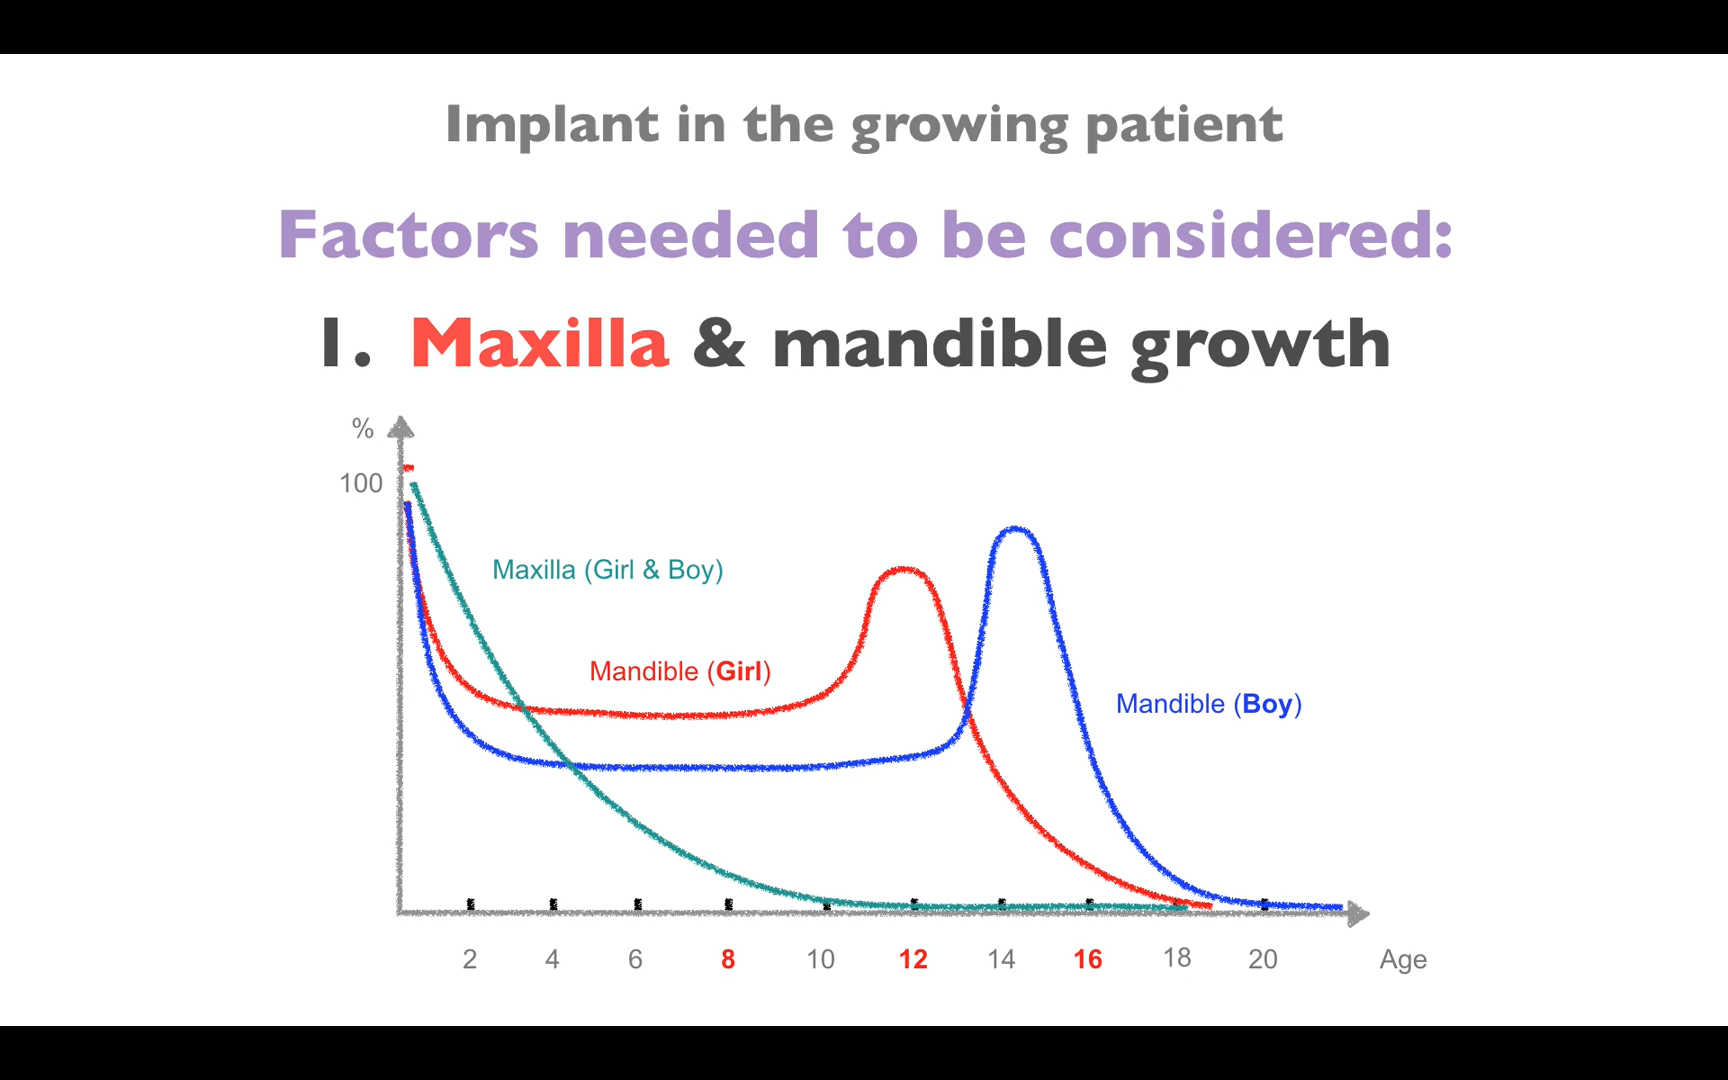 Implant in the growing patient
Factors needed to be considered:
1. Maxilla & mandible growth
%
100
Maxilla (Girl & Boy)
Mandible (Girl)
Mandible (Boy)
2 4 6 8 10 12 14 16 18 20 Age